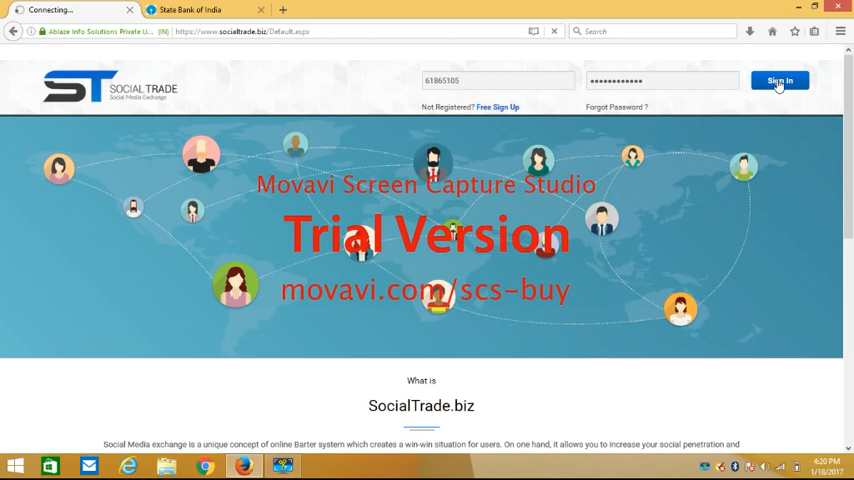 Connecting...
State Bank of India
Ablaze Info Solutions Private Li... (IN)
https://www.socialtrade.biz/Default.aspx
Search
ST SOCIALTRADE
Social Media Exchange
61865105
Sign In
Not Registered? Free Sign Up
Forgot Password ?
Movavi Screen Capture Studio
Trial Version
movavi.com/scs-buy
What is
SocialTrade.biz
Social Media exchange is a unique concept of online Barter system which creates a win-win situation for users. On one hand, it allows you to increase your social penetration and
4:20 PM
1/18/2017